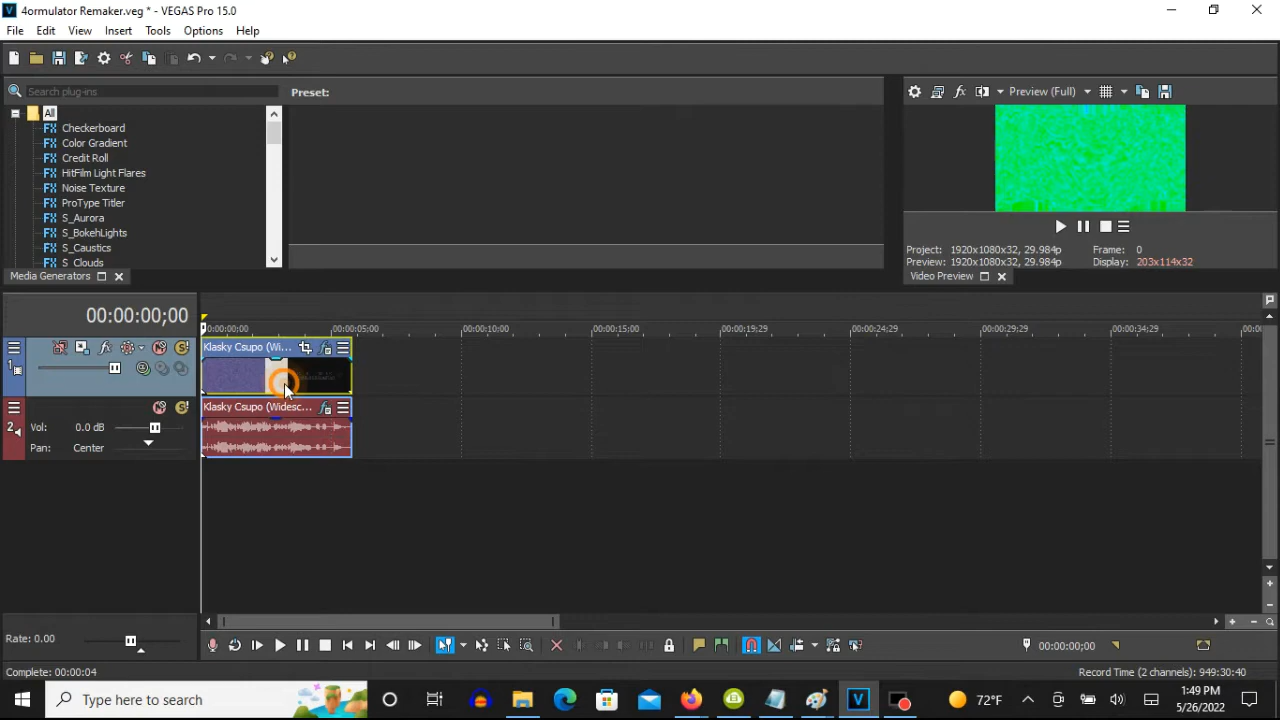 4ormulator Remaker.veg * - VEGAS Pro 15.0
File Edit View Insert Tools Options Help
Search plug-ins
Preset:
Preview (Full)
All
Checkerboard
Color Gradient
Credit Roll
HitFilm Light Flares
Noise Texture
ProType Titler
S_Aurora
S_BokehLights
S_Caustics
S_Clouds
Project: 1920x1080x32, 29.984p Frame: 0
Preview: 1920x1080x32, 29.984p Display: 203x114x32
Media Generators
Video Preview
00:00:00;00
00:00:00;00 00:00:05;00 00:00:10;00 00:00:15;00 00:00:19;29 00:00:24;29 00:00:29;29 00:00:34;29 00:00
1 Klasky Csupo (Wi...
Klasky Csupo (Widesc...
2 Vol: 0.0 dB
Pan: Center
Rate: 0.00
00:00:00;00
Complete: 00:00:04 Record Time (2 channels): 949:30:40
Type here to search
72°F
1:49 PM
5/26/2022